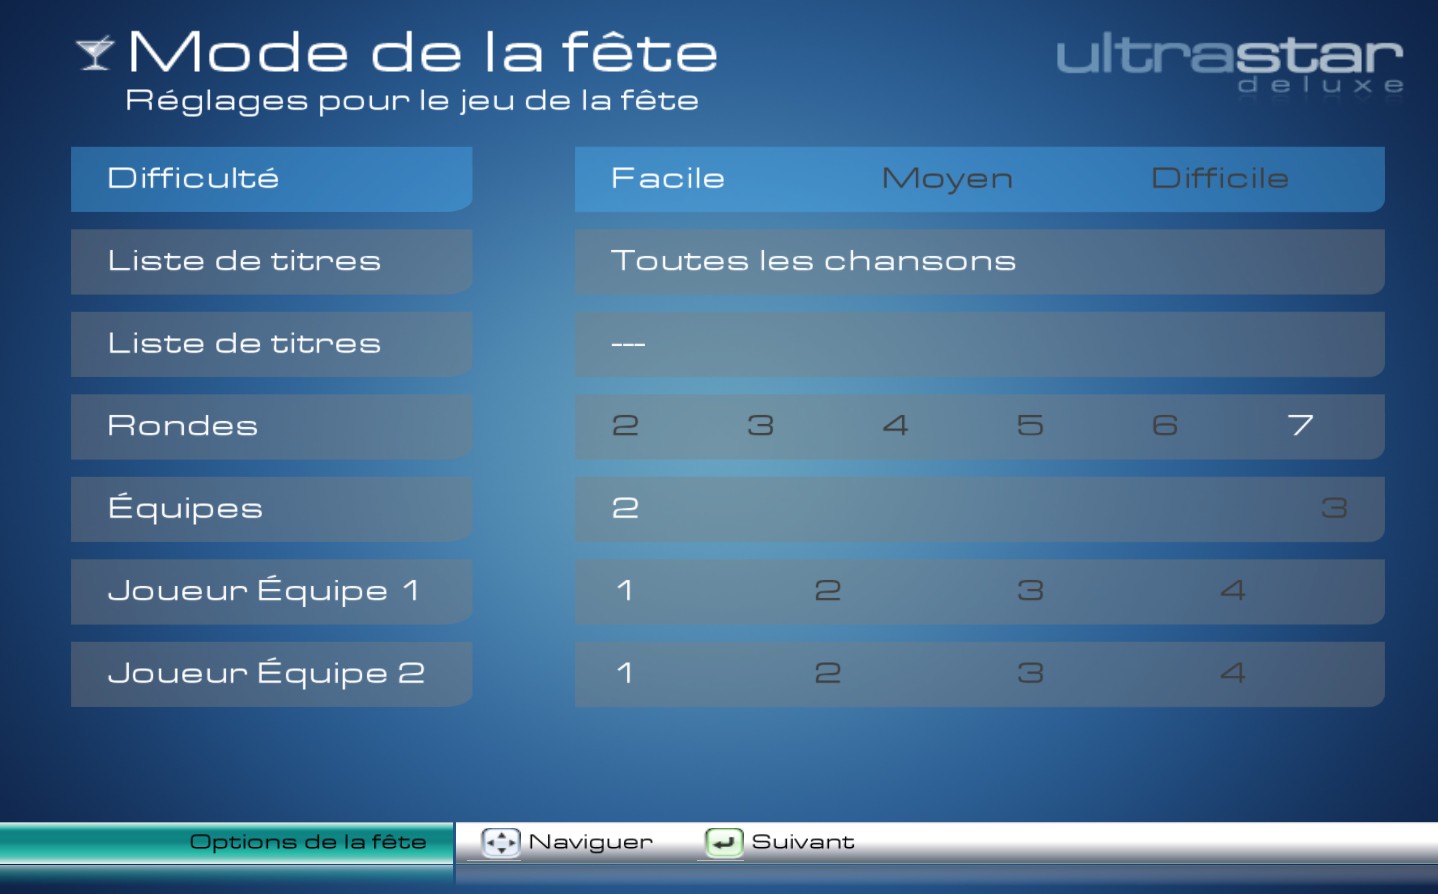 Mode de la fête
Réglages pour le jeu de la fête
ultrastar
deluxe
Difficulté Facile Moyen Difficile
Liste de titres Toutes les chansons
Liste de titres ---
Rondes 2 3 4 5 6 7
Équipes 2 3
Joueur Équipe 1 1 2 3 4
Joueur Équipe 2 1 2 3 4
Options de la fête Naviguer Suivant